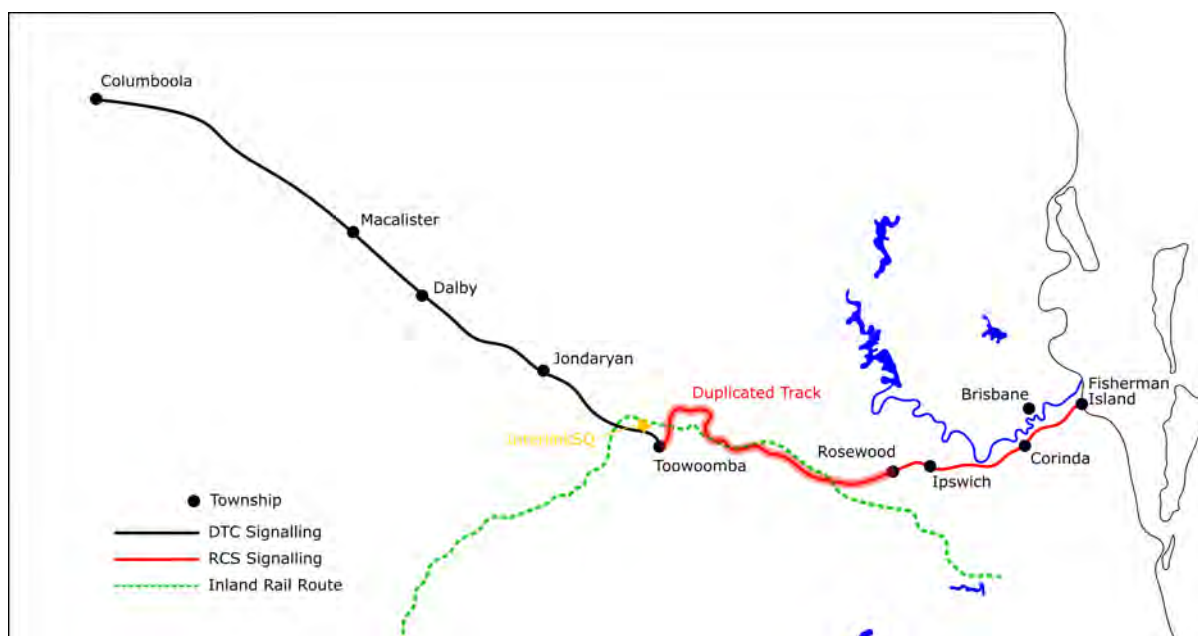 Columboola
Macalister
Dalby
Jondaryan
Duplicated Track
InterlinkSQ
Toowoomba
Rosewood
Ipswich
Brisbane
Corinda
Fisherman
Island
Township
DTC Signalling
RCS Signalling
Inland Rail Route